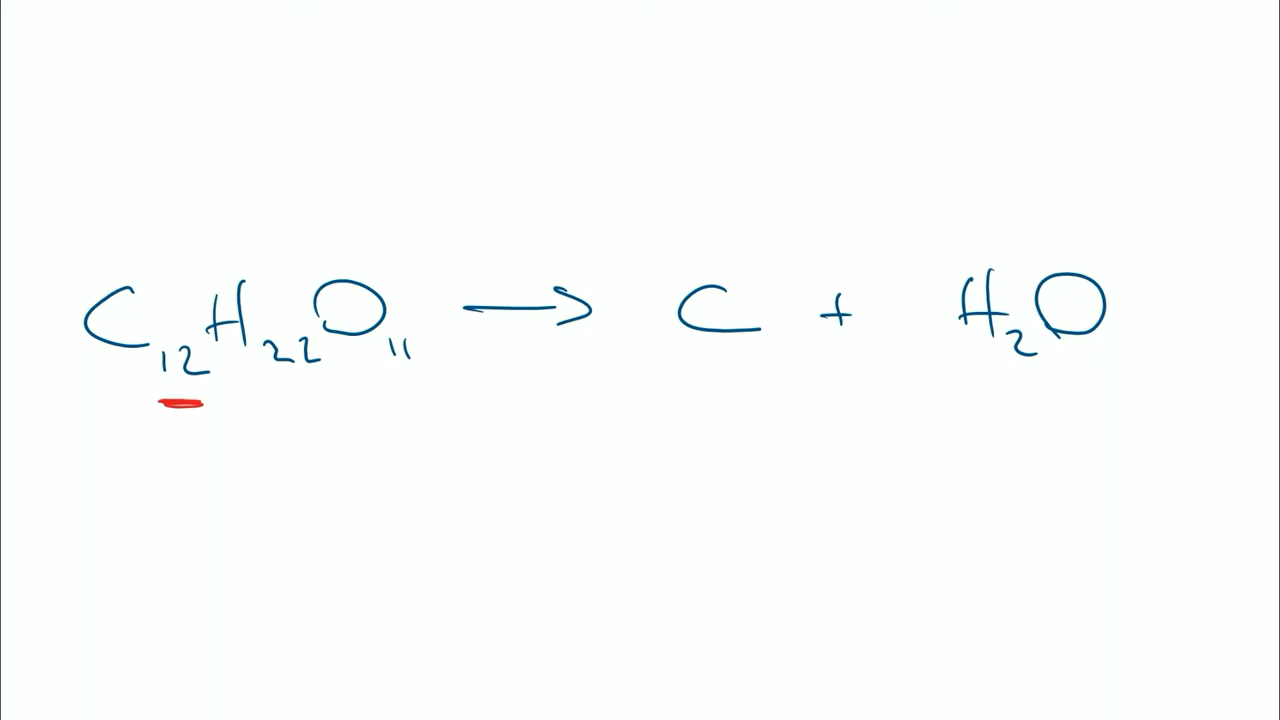 C₁₂H₂₂O₁₁ → C + H₂O